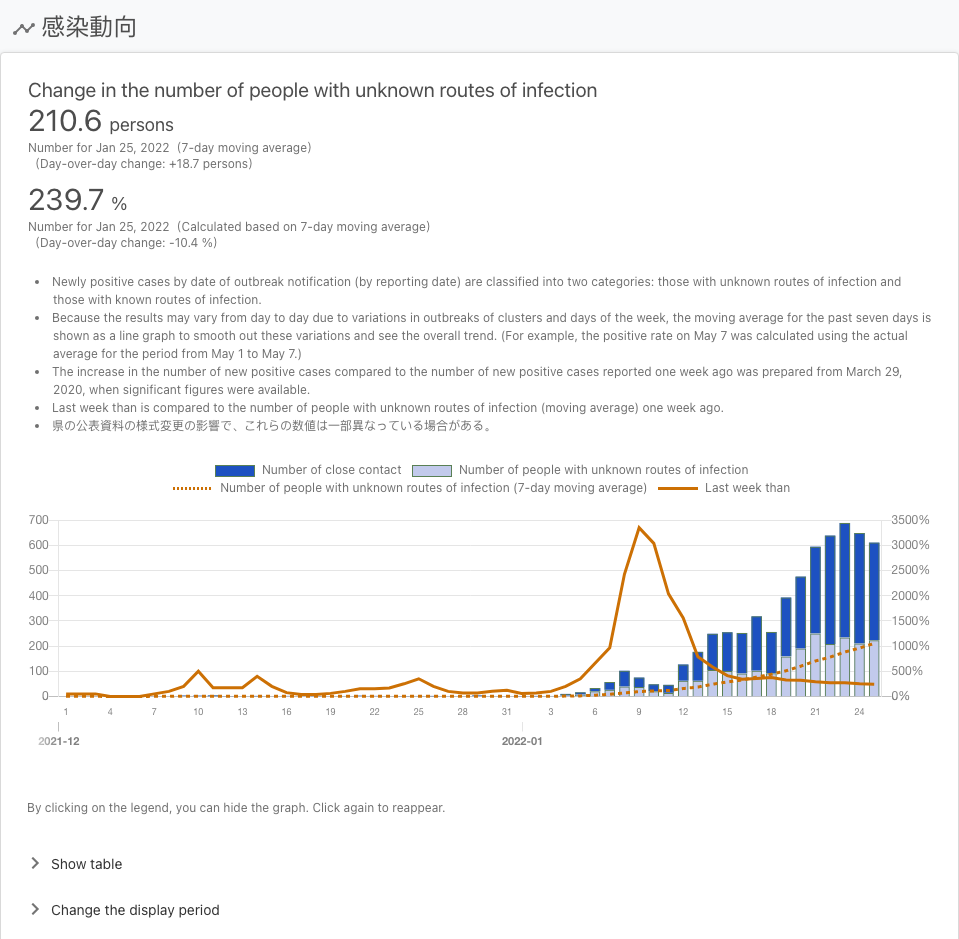 感染動向
Change in the number of people with unknown routes of infection
210.6 persons
Number for Jan 25, 2022（7-day moving average)
（Day-over-day change: +18.7 persons)
239.7 %
Number for Jan 25, 2022（Calculated based on 7-day moving average)
（Day-over-day change: -10.4 %)
• Newly positive cases by date of outbreak notification (by reporting date) are classified into two categories: those with unknown routes of infection and
those with known routes of infection.
• Because the results may vary from day to day due to variations in outbreaks of clusters and days of the week, the moving average for the past seven days is
shown as a line graph to smooth out these variations and see the overall trend. (For example, the positive rate on May 7 was calculated using the actual
average for the period from May 1 to May 7.)
• The increase in the number of new positive cases compared to the number of new positive cases reported one week ago was prepared from March 29,
2020, when significant figures were available.
• Last week than is compared to the number of people with unknown routes of infection (moving average) one week ago.
• 県の公表資料の様式変更の影響で、これらの数値は一部異なっている場合がある。
Number of close contact Number of people with unknown routes of infection
Number of people with unknown routes of infection (7-day moving average) Last week than
700 3500%
600 3000%
500 2500%
400 2000%
300 1500%
200 1000%
100 500%
0 0%
1 4 7 10 13 16 19 22 25 28 31 3 6 9 12 15 18 21 24
2021-12 2022-01
By clicking on the legend, you can hide the graph. Click again to reappear.
Show table
Change the display period